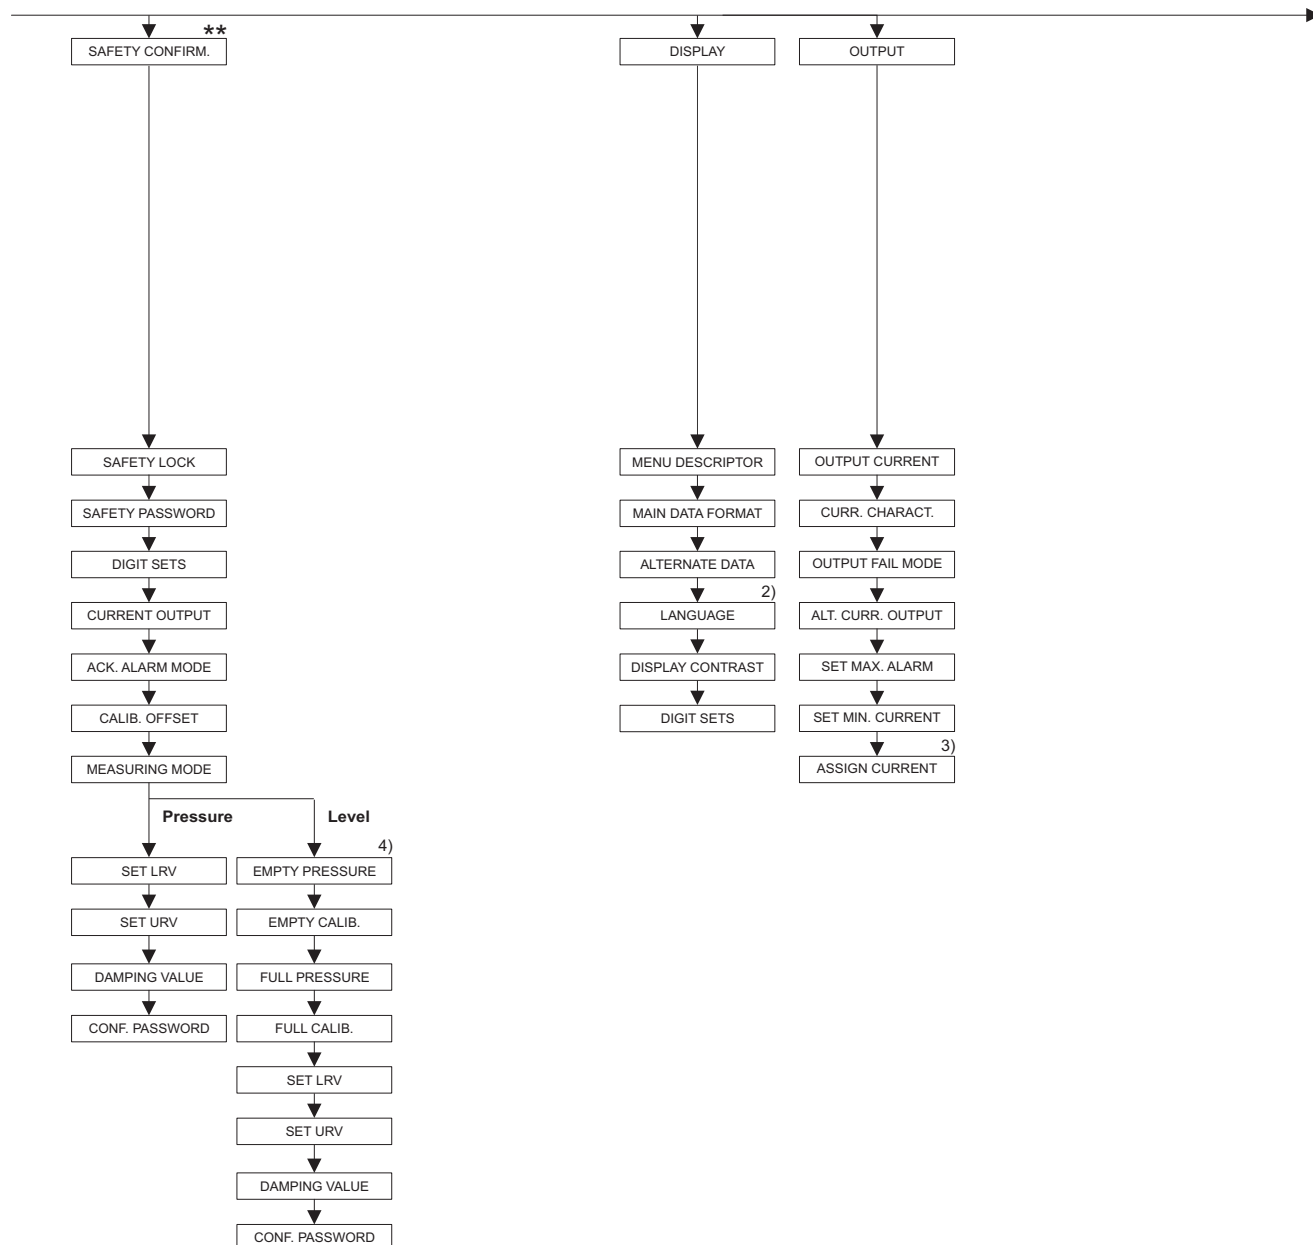 **
SAFETY CONFIRM.
DISPLAY
OUTPUT
SAFETY LOCK
MENU DESCRIPTOR
OUTPUT CURRENT
SAFETY PASSWORD
MAIN DATA FORMAT
CURR. CHARACT.
DIGIT SETS
ALTERNATE DATA
OUTPUT FAIL MODE
2)
CURRENT OUTPUT
LANGUAGE
ALT. CURR. OUTPUT
ACK. ALARM MODE
DISPLAY CONTRAST
SET MAX. ALARM
CALIB. OFFSET
DIGIT SETS
SET MIN. CURRENT
3)
MEASURING MODE
ASSIGN CURRENT
Pressure
Level
4)
SET LRV
EMPTY PRESSURE
SET URV
EMPTY CALIB.
DAMPING VALUE
FULL PRESSURE
CONF. PASSWORD
FULL CALIB.
SET LRV
SET URV
DAMPING VALUE
CONF. PASSWORD